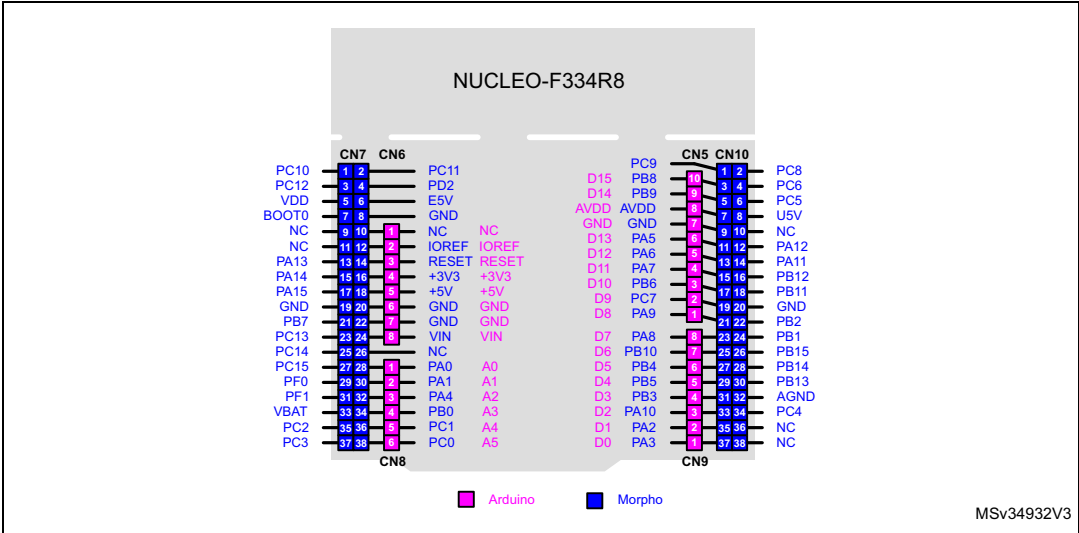 NUCLEO-F334R8
CN7 CN6 CN5 CN10
PC9
PC10 1 2 PC11 1 2 PC8
PC12 3 4 PD2 D15 PB8 10 3 4 PC6
VDD 5 6 E5V D14 PB9 9 5 6 PC5
BOOT0 7 8 GND AVDD AVDD 8 7 8 U5V
NC 9 10 1 NC NC GND GND 7 9 10 NC
NC 11 12 2 IOREF IOREF D13 PA5 6 11 12 PA12
PA13 13 14 3 RESET RESET D12 PA6 5 13 14 PA11
PA14 15 16 4 +3V3 +3V3 D11 PA7 4 15 16 PB12
PA15 17 18 5 +5V +5V D10 PB6 3 17 18 PB11
GND 19 20 6 GND GND D9 PC7 2 19 20 GND
PB7 21 22 7 GND GND D8 PA9 1 21 22 PB2
PC13 23 24 8 VIN VIN D7 PA8 8 23 24 PB1
PC14 25 26 NC D6 PB10 7 25 26 PB15
PC15 27 28 1 PA0 A0 D5 PB4 6 27 28 PB14
PF0 29 30 2 PA1 A1 D4 PB5 5 29 30 PB13
PF1 31 32 3 PA4 A2 D3 PB3 4 31 32 AGND
VBAT 33 34 4 PB0 A3 D2 PA10 3 33 34 PC4
PC2 35 36 5 PC1 A4 D1 PA2 2 35 36 NC
PC3 37 38 6 PC0 A5 D0 PA3 1 37 38 NC
CN8 CN9
Arduino Morpho
MSv34932V3